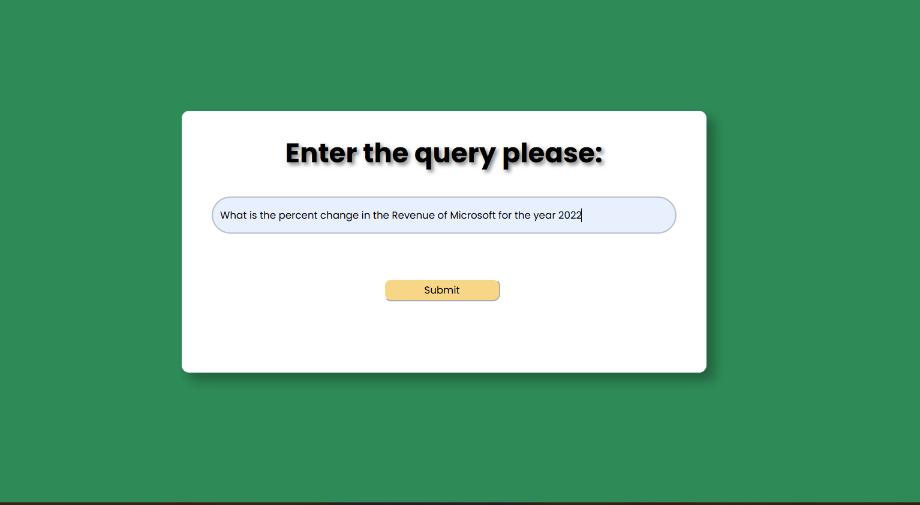 Enter the query please:
What is the percent change in the Revenue of Microsoft for the year 2022
Submit